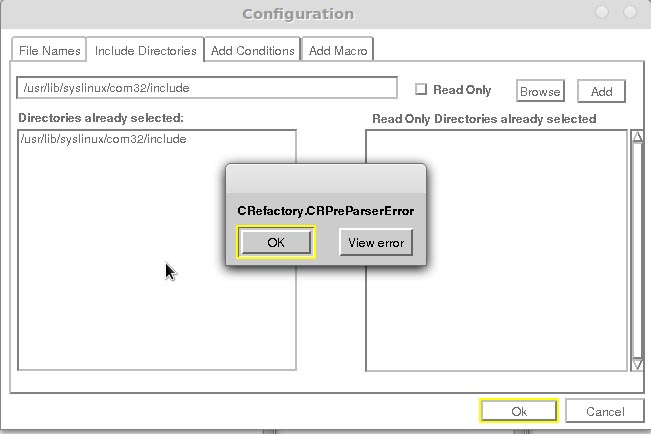 Configuration
File Names Include Directories Add Conditions Add Macro
/usr/lib/syslinux/com32/include Read Only Browse Add
Directories already selected: Read Only Directories already selected
/usr/lib/syslinux/com32/include
CRefactory.CRPreParserError
OK View error
Ok Cancel